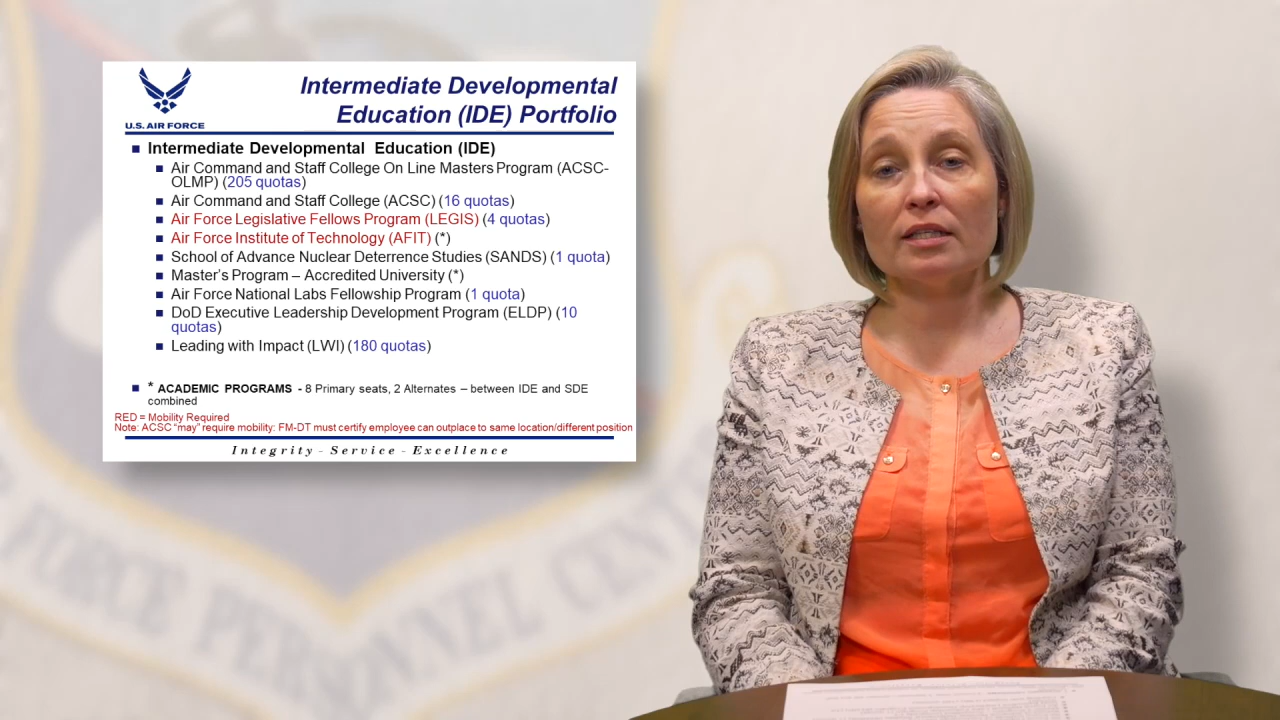 U.S. AIR FORCE
Intermediate Developmental
Education (IDE) Portfolio
Intermediate Developmental Education (IDE)
Air Command and Staff College On Line Masters Program (ACSC-
OLMP) (205 quotas)
Air Command and Staff College (ACSC) (16 quotas)
Air Force Legislative Fellows Program (LEGIS) (4 quotas)
Air Force Institute of Technology (AFIT) (*)
School of Advance Nuclear Deterrence Studies (SANDS) (1 quota)
Master's Program – Accredited University (*)
Air Force National Labs Fellowship Program (1 quota)
DoD Executive Leadership Development Program (ELDP) (10
quotas)
Leading with Impact (LWI) (180 quotas)
* ACADEMIC PROGRAMS - 8 Primary seats, 2 Alternates – between IDE and SDE
combined
RED = Mobility Required
Note: ACSC "may" require mobility: FM-DT must certify employee can outplace to same location/different position
Integrity - Service - Excellence
FORCE PERSONNEL CENT